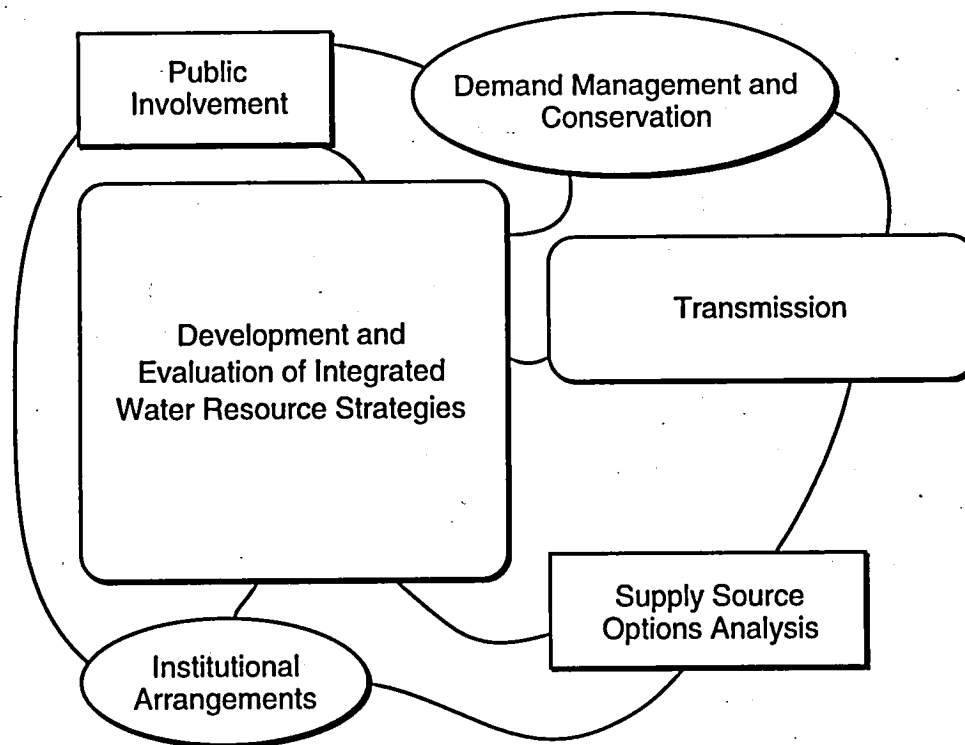 Public
Involvement
Demand Management and
Conservation
Development and
Evaluation of Integrated
Water Resource Strategies
Transmission
Supply Source
Options Analysis
Institutional
Arrangements